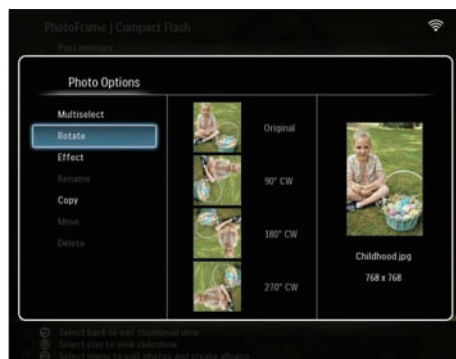 PhotoFrame | Compact Flash
Past memory
Photo Options
Multiselect
Rotate
Effect
Rename
Copy
Move
Delete
Original
90° CW
180° CW
270° CW
Childhood.jpg
768 x 768
Select back to exit thumbnail view
Select play to view slideshow
Select menu to edit photos and create albums